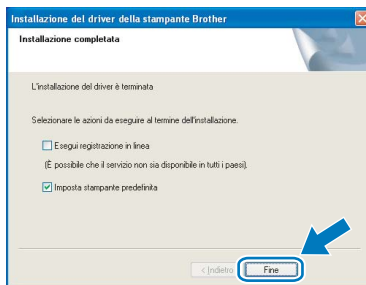 Installazione del driver della stampante Brother
Installazione completata
L'installazione del driver è terminata
Selezionare le azioni da eseguire al termine dell'installazione.
Esegui registrazione in linea
(È possibile che il servizio non sia disponibile in tutti i paesi).
Imposta stampante predefinita
< Indietro
Fine